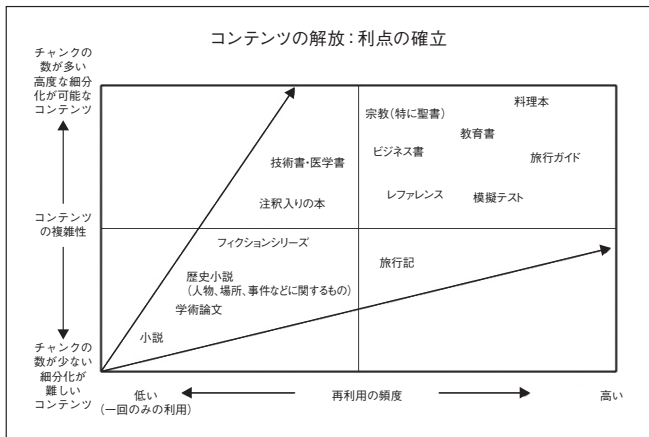 コンテンツの解放：利点の確立
チャンクの
数が多い
高度な細分
化が可能な
コンテンツ
料理本
宗教（特に聖書）
教育書
ビジネス書
旅行ガイド
技術書・医学書
レファレンス
模擬テスト
注釈入りの本
コンテンツ
の複雑性
フィクションシリーズ
旅行記
歴史小説
（人物、場所、事件などに関するもの）
学術論文
小説
チャンクの
数が少ない
細分化が
難しい
コンテンツ
低い
（一回のみの利用）
再利用の頻度
高い